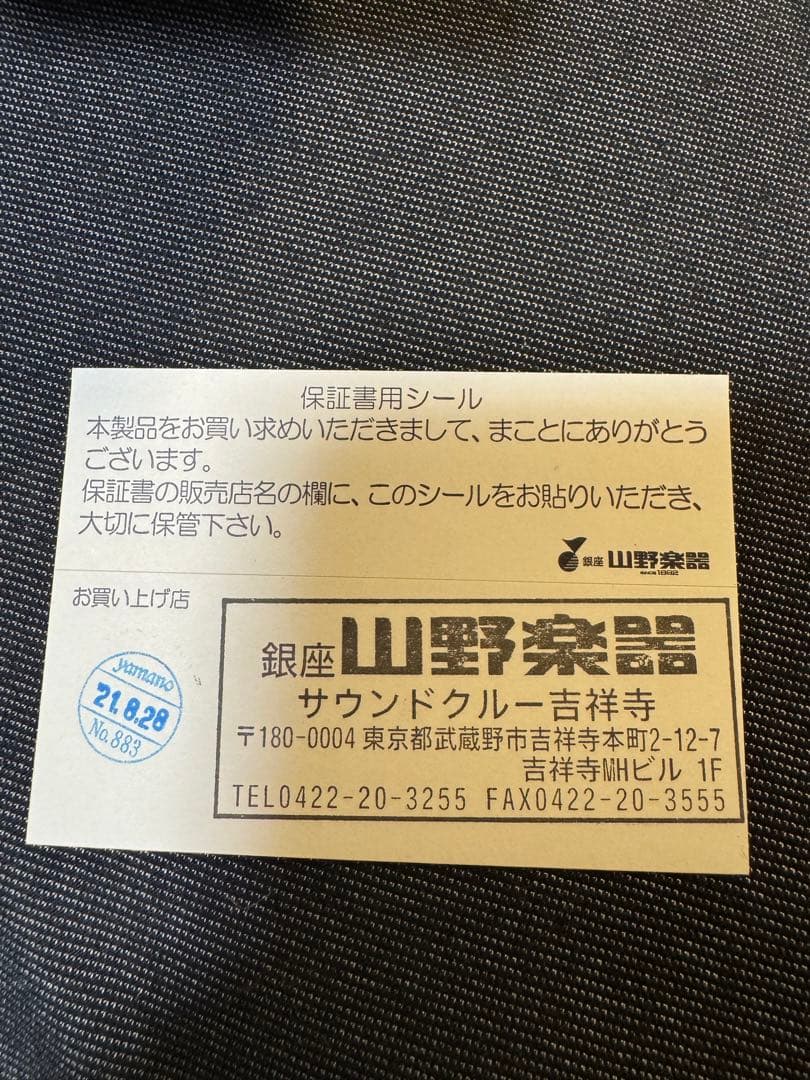 保証書用シール
本製品をお買い求めいただきまして、まことにありがとう
ございます。
保証書の販売店名の欄に、このシールをお貼りいただき、
大切に保管下さい。
銀座 山野楽器
SINCE 1892
お買い上げ店
yamano
21.8.28
No.883
銀座 山野楽器
サウンドクルー吉祥寺
〒180-0004 東京都武蔵野市吉祥寺本町2-12-7
吉祥寺MHビル 1F
TEL0422-20-3255 FAX0422-20-3555